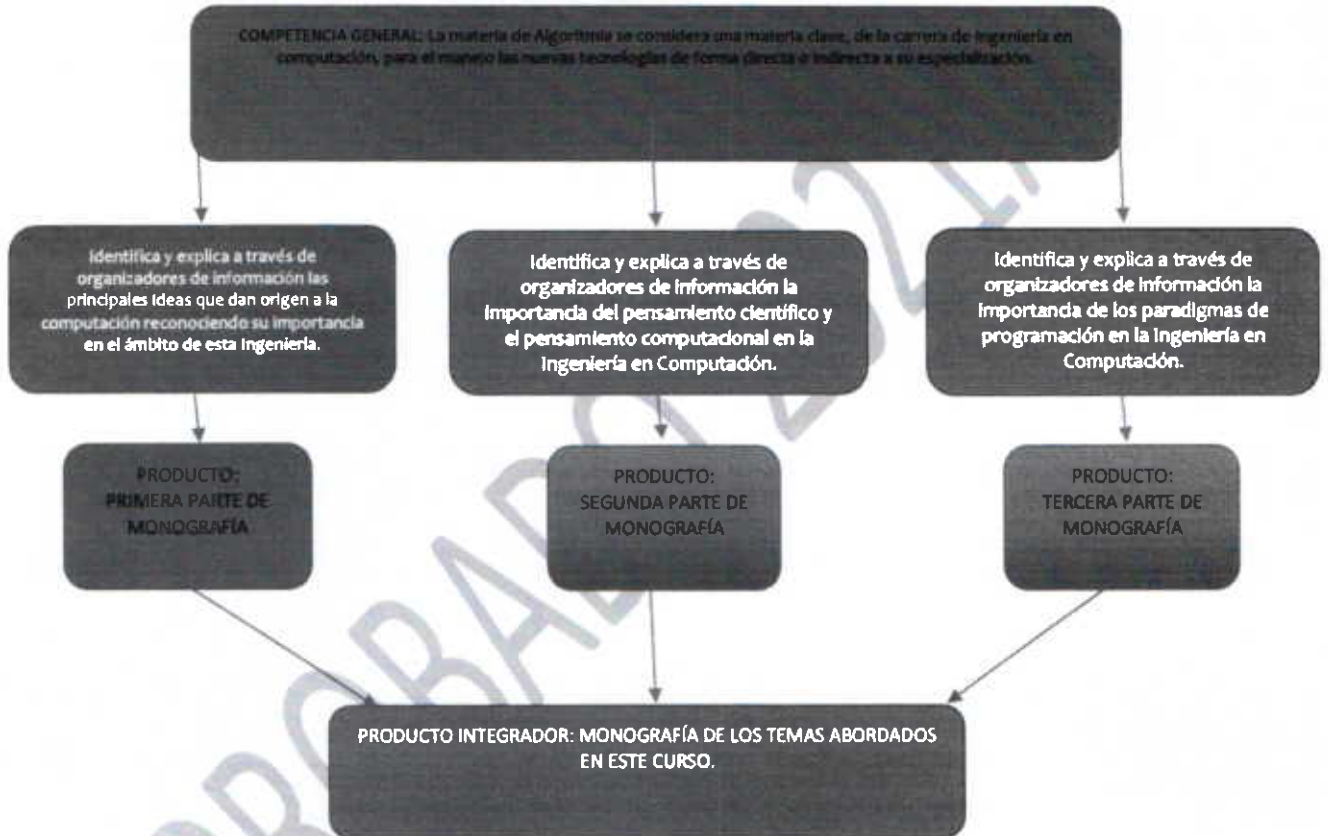 COMPETENCIA GENERAL: La materia de Algoritmia se considera una materia clave, de la carrera de Ingeniería en
computación, para el manejo las nuevas tecnologías de forma directa o indirecta a su especialización.
Identifica y explica a través de
organizadores de información las
principales ideas que dan origen a la
computación reconociendo su importancia
en el ámbito de esta Ingeniería.
Identifica y explica a través de
organizadores de información la
importancia del pensamiento científico y
el pensamiento computacional en la
Ingeniería en Computación.
Identifica y explica a través de
organizadores de información la
importancia de los paradigmas de
programación en la Ingeniería en
Computación.
PRODUCTO:
PRIMERA PARTE DE
MONOGRAFÍA
PRODUCTO:
SEGUNDA PARTE DE
MONOGRAFÍA
PRODUCTO:
TERCERA PARTE DE
MONOGRAFÍA
PRODUCTO INTEGRADOR: MONOGRAFÍA DE LOS TEMAS ABORDADOS
EN ESTE CURSO.